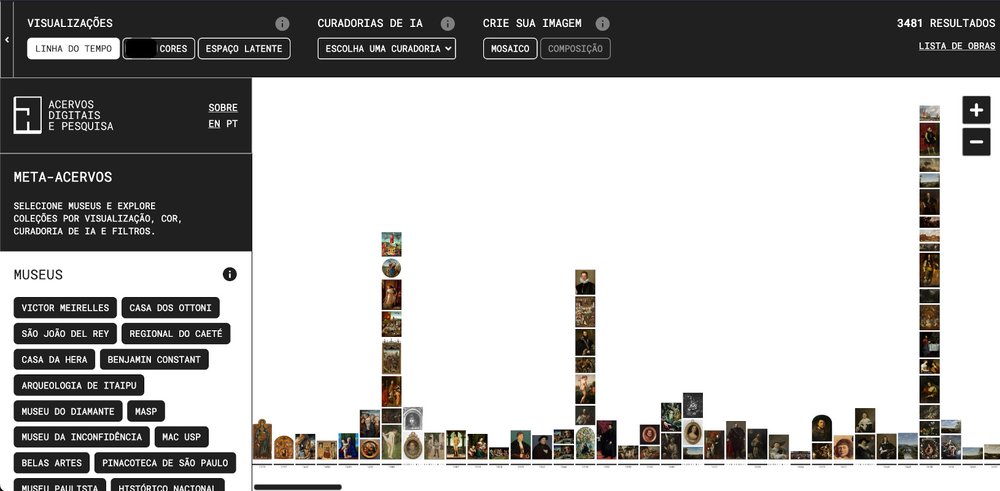 VISUALIZAÇÕES
CURADORIAS DE IA
CRIE SUA IMAGEM
3481 RESULTADOS
LINHA DO TEMPO
CORES
ESPAÇO LATENTE
ESCOLHA UMA CURADORIA
MOSAICO
COMPOSIÇÃO
LISTA DE OBRAS
ACERVOS
DIGITAIS
E PESQUISA
SOBRE
EN PT
META-ACERVOS
SELECIONE MUSEUS E EXPLORE
COLEÇÕES POR VISUALIZAÇÃO, COR,
CURADORIA DE IA E FILTROS.
MUSEUS
VICTOR MEIRELLES
CASA DOS OTTONI
SÃO JOÃO DEL REY
REGIONAL DO CAETÉ
CASA DA HERA
BENJAMIN CONSTANT
ARQUEOLOGIA DE ITAIPU
MUSEU DO DIAMANTE
MASP
MUSEU DA INCONFIDÊNCIA
MAC USP
BELAS ARTES
PINACOTECA DE SÃO PAULO
MUSEU PAULISTA
HISTÓRICO NACIONAL